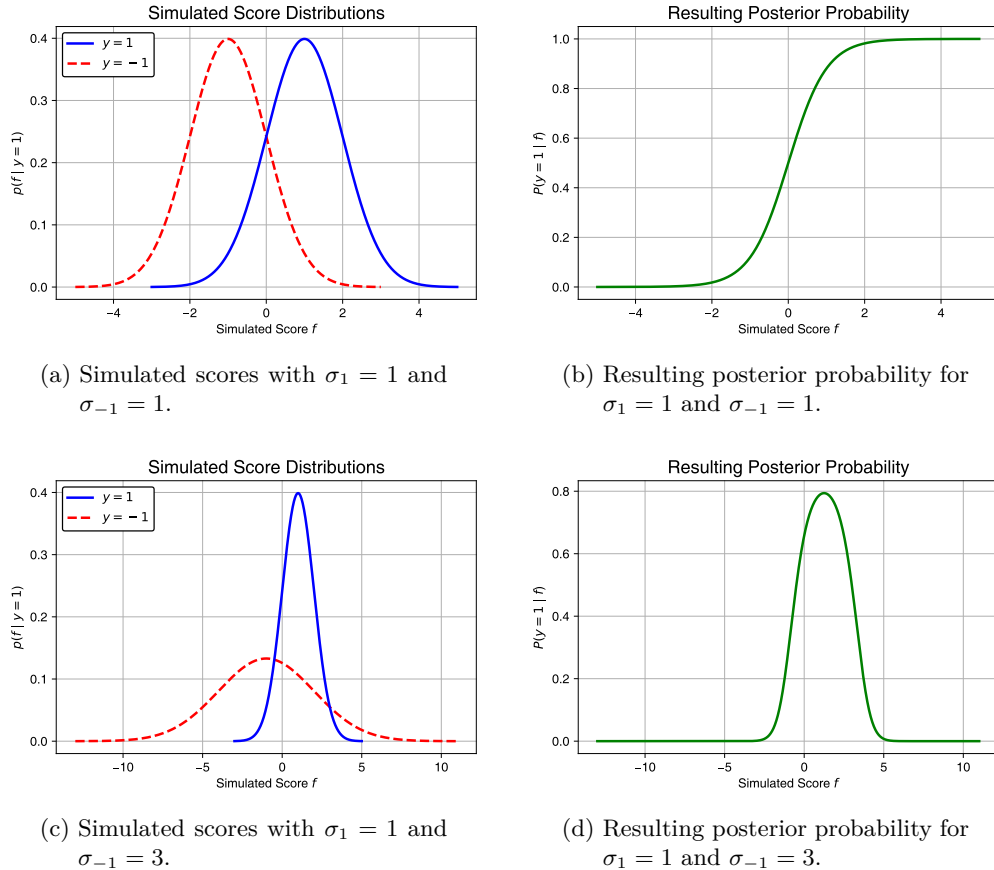 Simulated Score Distributions
y = 1
y = −1
p(f | y = 1)
0.4
0.3
0.2
0.1
0.0
−4 −2 0 2 4
Simulated Score f
Resulting Posterior Probability
P(y = 1 | f)
1.0
0.8
0.6
0.4
0.2
0.0
−4 −2 0 2 4
Simulated Score f
(a) Simulated scores with σ₁ = 1 and
σ₋₁ = 1.
(b) Resulting posterior probability for
σ₁ = 1 and σ₋₁ = 1.
Simulated Score Distributions
y = 1
y = −1
p(f | y = 1)
0.4
0.3
0.2
0.1
0.0
−10 −5 0 5 10
Simulated Score f
Resulting Posterior Probability
P(y = 1 | f)
0.8
0.6
0.4
0.2
0.0
−10 −5 0 5 10
Simulated Score f
(c) Simulated scores with σ₁ = 1 and
σ₋₁ = 3.
(d) Resulting posterior probability for
σ₁ = 1 and σ₋₁ = 3.